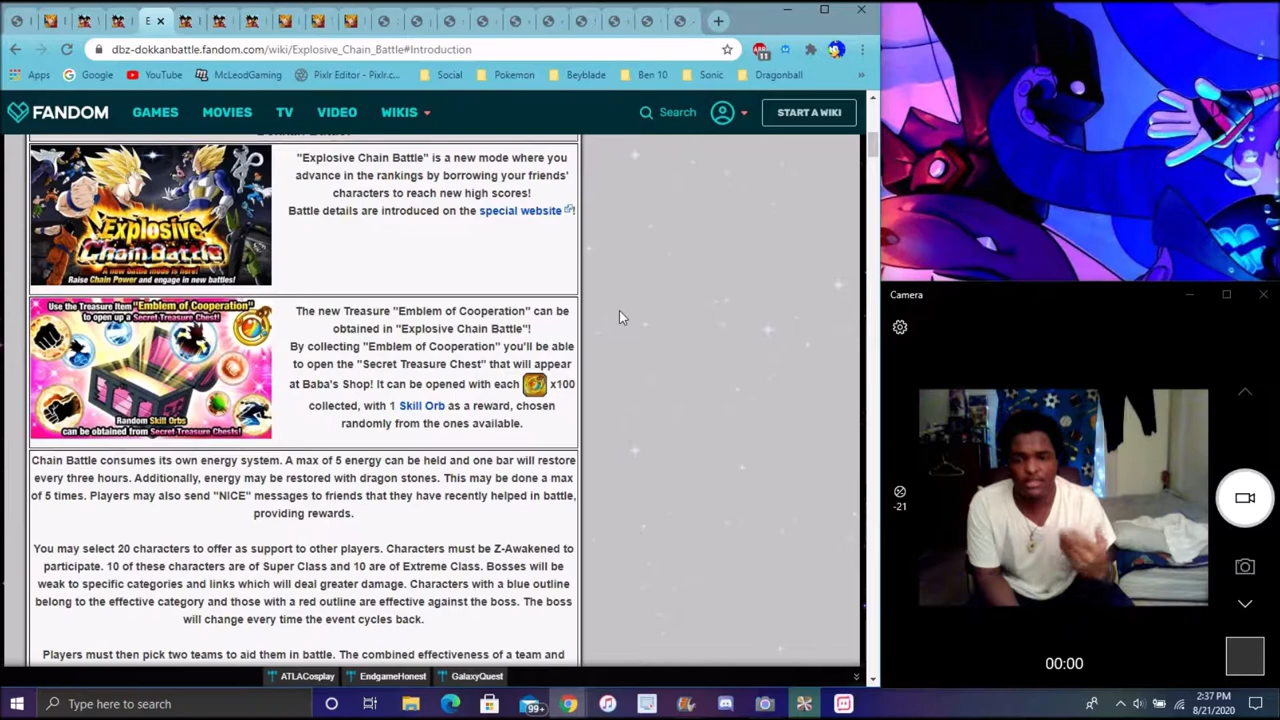 E
dbz-dokkanbattle.fandom.com/wiki/Explosive_Chain_Battle#Introduction
ABP
11
Apps
Google
YouTube
McLeodGaming
Pixlr Editor - Pixlr.c...
Social
Pokemon
Beyblade
Ben 10
Sonic
Dragonball
FANDOM
GAMES
MOVIES
TV
VIDEO
WIKIS
Search
START A WIKI
Explosive
Chain Battle
A new battle mode is here!
Raise Chain Power and engage in new battles!
"Explosive Chain Battle" is a new mode where you
advance in the rankings by borrowing your friends'
characters to reach new high scores!
Battle details are introduced on the special website !
Use the Treasure Item "Emblem of Cooperation"
to open up a Secret Treasure Chest!
Random Skill Orbs
can be obtained from Secret Treasure Chests!
The new Treasure "Emblem of Cooperation" can be
obtained in "Explosive Chain Battle"!
By collecting "Emblem of Cooperation" you'll be able
to open the "Secret Treasure Chest" that will appear
at Baba's Shop! It can be opened with each x100
collected, with 1 Skill Orb as a reward, chosen
randomly from the ones available.
Chain Battle consumes its own energy system. A max of 5 energy can be held and one bar will restore
every three hours. Additionally, energy may be restored with dragon stones. This may be done a max
of 5 times. Players may also send "NICE" messages to friends that they have recently helped in battle,
providing rewards.
You may select 20 characters to offer as support to other players. Characters must be Z-Awakened to
participate. 10 of these characters are of Super Class and 10 are of Extreme Class. Bosses will be
weak to specific categories and links which will deal greater damage. Characters with a blue outline
belong to the effective category and those with a red outline are effective against the boss. The boss
will change every time the event cycles back.
Players must then pick two teams to aid them in battle. The combined effectiveness of a team and
ATLACosplay
EndgameHonest
GalaxyQuest
Camera
-21
00:00
Type here to search
99+
2:37 PM
8/21/2020